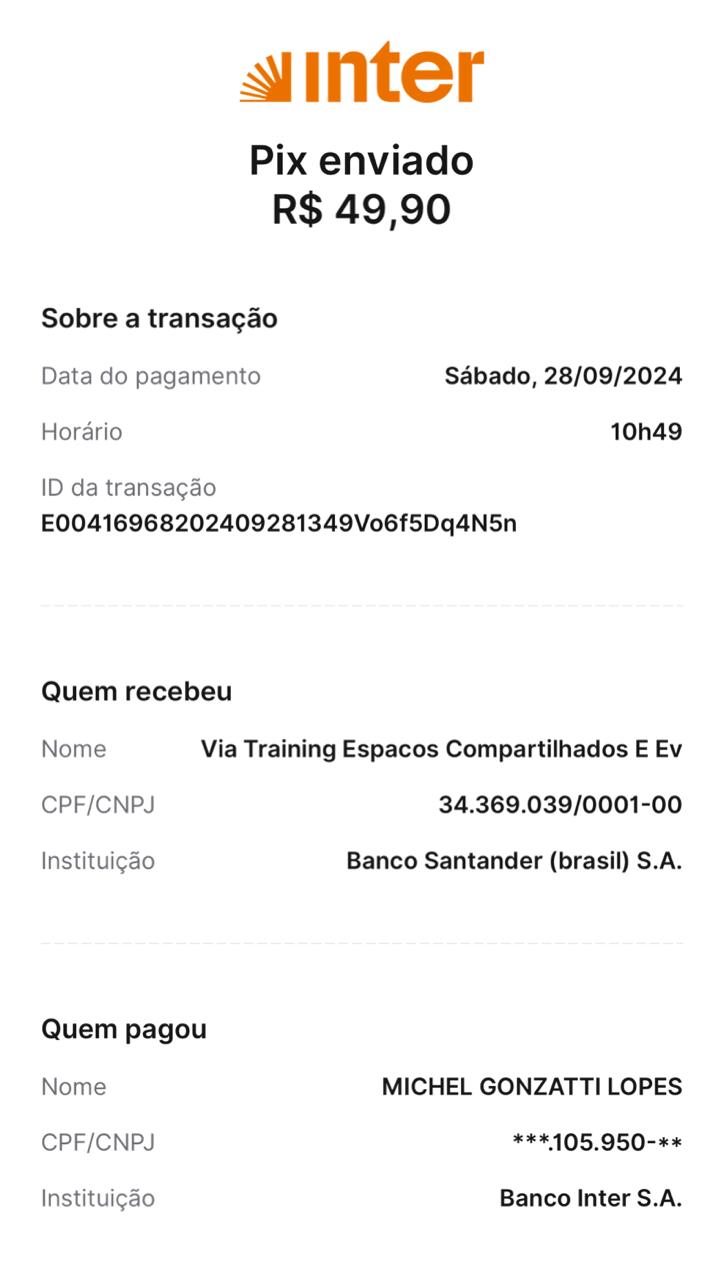 inter
Pix enviado
R$ 49,90
Sobre a transação
Data do pagamento Sábado, 28/09/2024
Horário 10h49
ID da transação
E00416968202409281349Vo6f5Dq4N5n
Quem recebeu
Nome Via Training Espacos Compartilhados E Ev
CPF/CNPJ 34.369.039/0001-00
Instituição Banco Santander (brasil) S.A.
Quem pagou
Nome MICHEL GONZATTI LOPES
CPF/CNPJ ***.105.950-**
Instituição Banco Inter S.A.